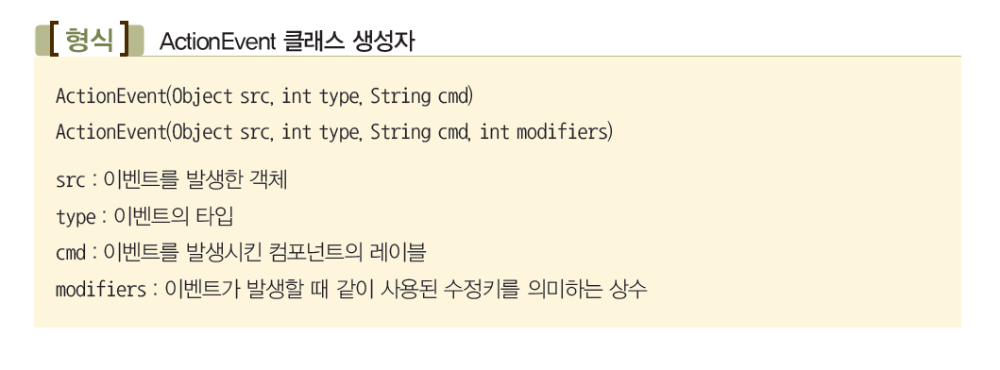 [형식] ActionEvent 클래스 생성자
ActionEvent(Object src, int type, String cmd)
ActionEvent(Object src, int type, String cmd, int modifiers)
src : 이벤트를 발생한 객체
type : 이벤트의 타입
cmd : 이벤트를 발생시킨 컴포넌트의 레이블
modifiers : 이벤트가 발생할 때 같이 사용된 수정키를 의미하는 상수